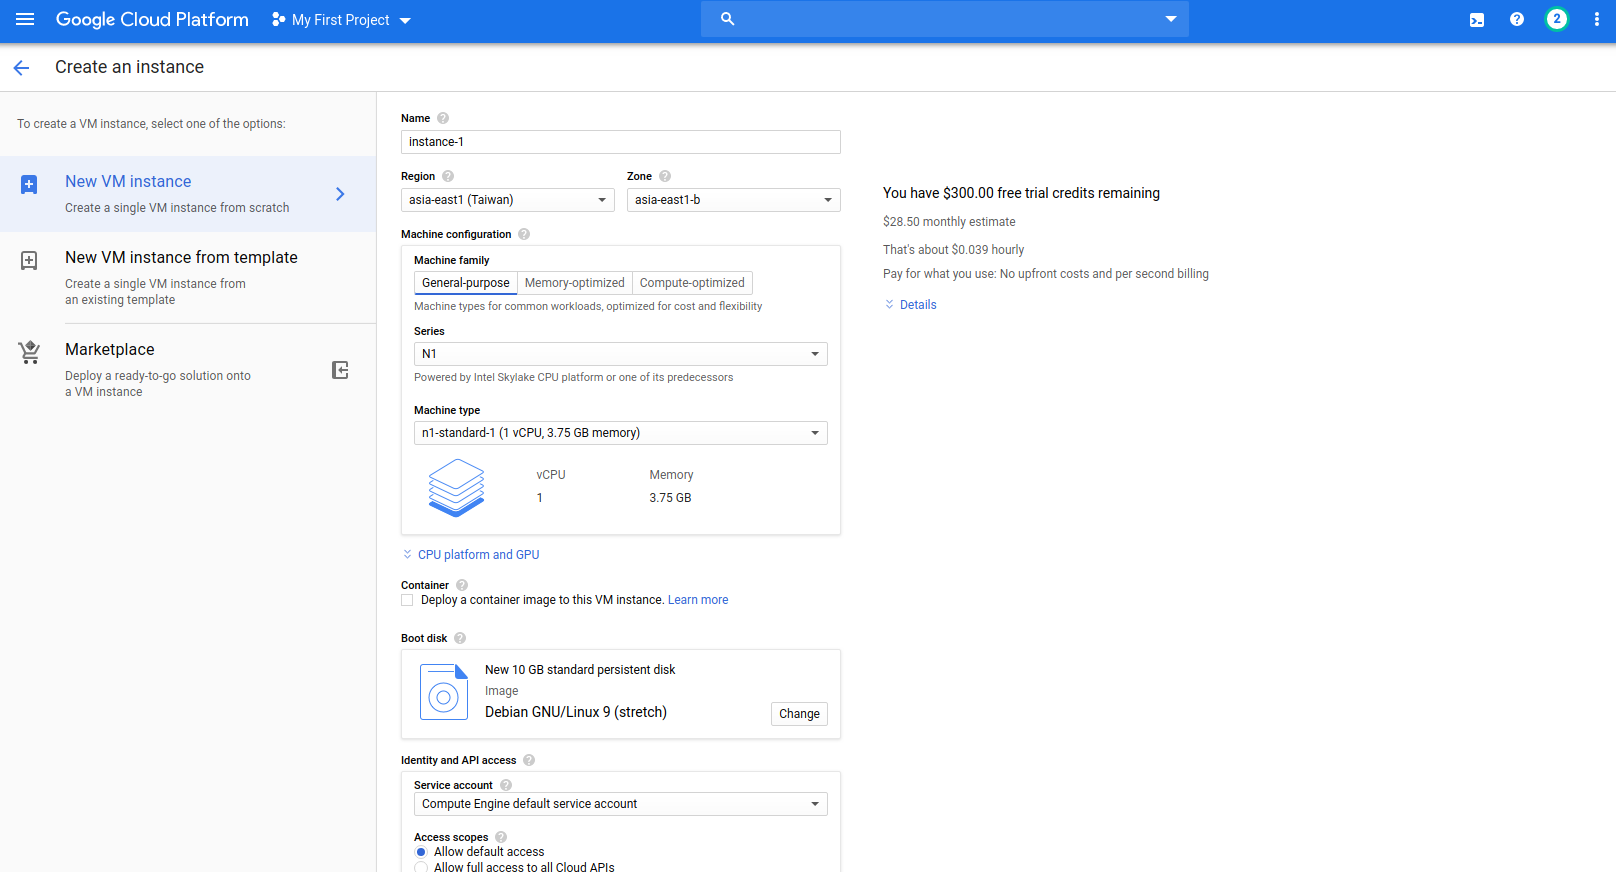 Google Cloud Platform
My First Project
2
Create an instance
To create a VM instance, select one of the options:
New VM instance
Create a single VM instance from scratch
New VM instance from template
Create a single VM instance from
an existing template
Marketplace
Deploy a ready-to-go solution onto
a VM instance
Name
instance-1
Region
Zone
asia-east1 (Taiwan)
asia-east1-b
Machine configuration
Machine family
General-purpose
Memory-optimized
Compute-optimized
Machine types for common workloads, optimized for cost and flexibility
Series
N1
Powered by Intel Skylake CPU platform or one of its predecessors
Machine type
n1-standard-1 (1 vCPU, 3.75 GB memory)
vCPU
Memory
1
3.75 GB
CPU platform and GPU
Container
Deploy a container image to this VM instance. Learn more
Boot disk
New 10 GB standard persistent disk
Image
Debian GNU/Linux 9 (stretch)
Change
Identity and API access
Service account
Compute Engine default service account
Access scopes
Allow default access
Allow full access to all Cloud APIs
You have $300.00 free trial credits remaining
$28.50 monthly estimate
That's about $0.039 hourly
Pay for what you use: No upfront costs and per second billing
Details